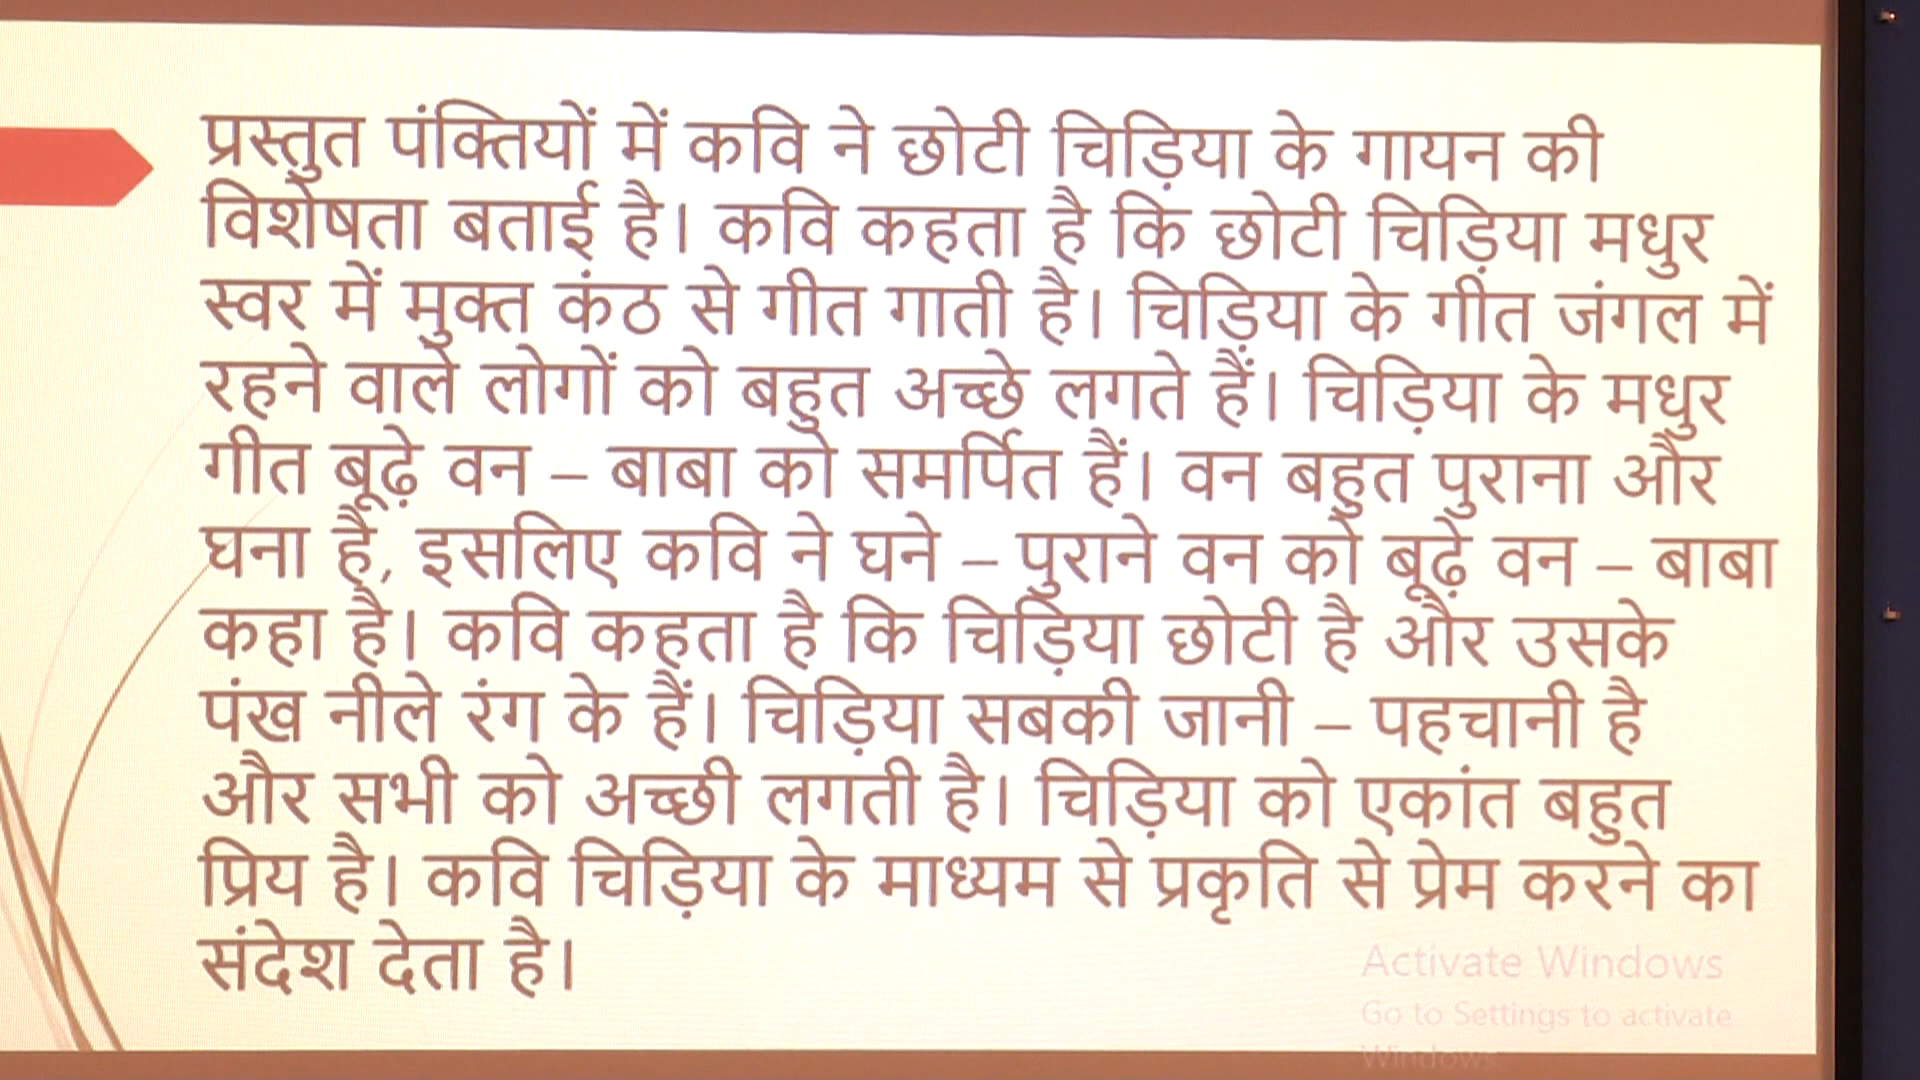 प्रस्तुत पंक्तियों में कवि ने छोटी चिड़िया के गायन की
विशेषता बताई है। कवि कहता है कि छोटी चिड़िया मधुर
स्वर में मुक्त कंठ से गीत गाती है। चिड़िया के गीत जंगल में
रहने वाले लोगों को बहुत अच्छे लगते हैं। चिड़िया के मधुर
गीत बूढ़े वन – बाबा को समर्पित हैं। वन बहुत पुराना और
घना है, इसलिए कवि ने घने – पुराने वन को बूढ़े वन – बाबा
कहा है। कवि कहता है कि चिड़िया छोटी है और उसके
पंख नीले रंग के हैं। चिड़िया सबकी जानी – पहचानी है
और सभी को अच्छी लगती है। चिड़िया को एकांत बहुत
प्रिय है। कवि चिड़िया के माध्यम से प्रकृति से प्रेम करने का
संदेश देता है।
Activate Windows
Go to Settings to activate
Windows.